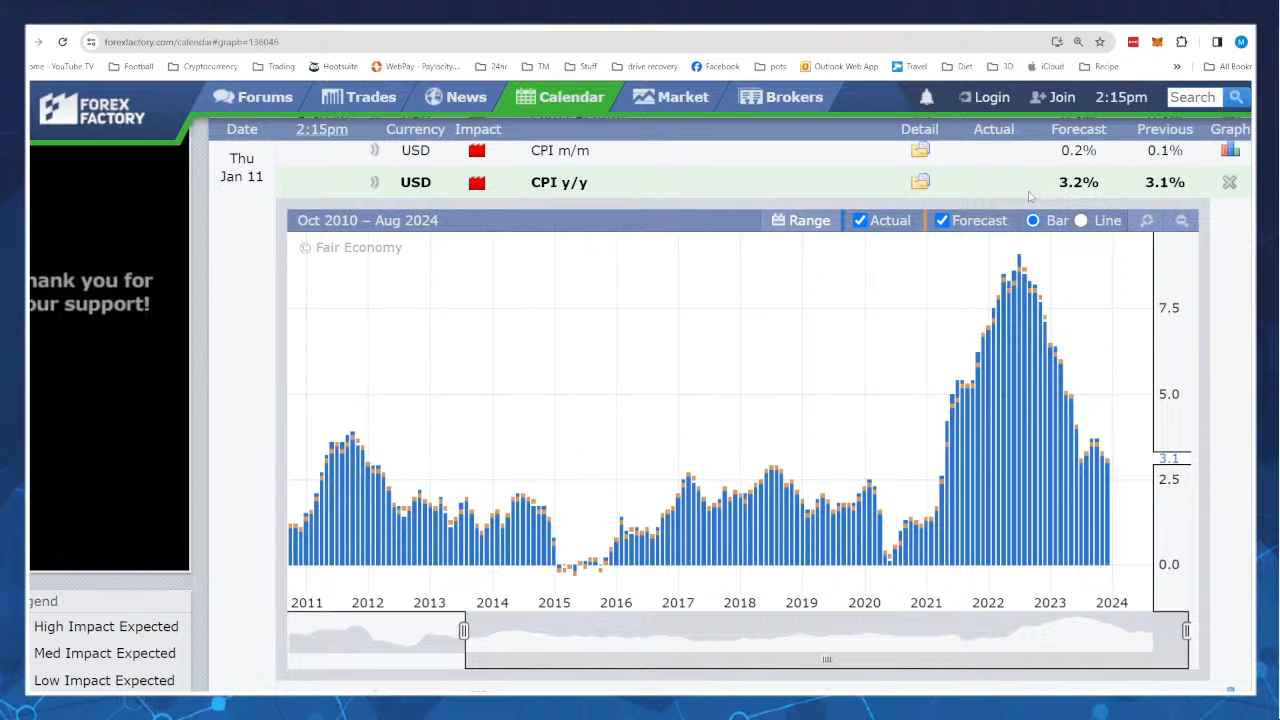 forexfactory.com/calendar#graph=136046
ome - YouTube TV Football Cryptocurrency Trading Hootsuite WebPay - Paylocity.... 24hr TM Stuff drive recovery Facebook pots Outlook Web App Travel Diet 3D iCloud Recipe » All Bookr
FOREX
FACTORY
Forums Trades News Calendar Market Brokers Login Join 2:15pm Search
Date 2:15pm Currency Impact Detail Actual Forecast Previous Graph
Thu
Jan 11
USD CPI m/m 0.2% 0.1%
USD CPI y/y 3.2% 3.1%
Oct 2010 – Aug 2024 Range Actual Forecast Bar Line
© Fair Economy
7.5
5.0
3.1
2.5
0.0
2011 2012 2013 2014 2015 2016 2017 2018 2019 2020 2021 2022 2023 2024
hank you for
our support!
gend
High Impact Expected
Med Impact Expected
Low Impact Expected